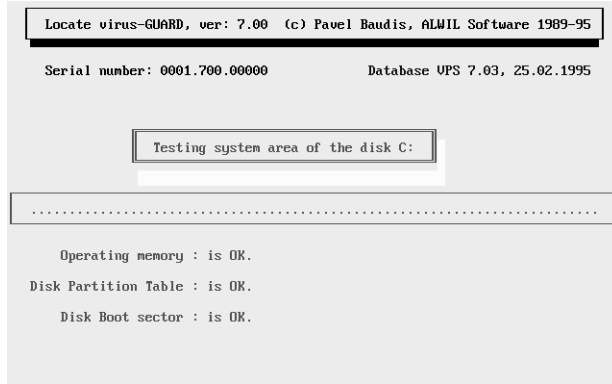 Locate virus-GUARD, ver: 7.00 (c) Pavel Baudis, ALWIL Software 1989-95
Serial number: 0001.700.00000 Database VPS 7.03, 25.02.1995
Testing system area of the disk C:
..........................................................................
Operating memory : is OK.
Disk Partition Table : is OK.
Disk Boot sector : is OK.